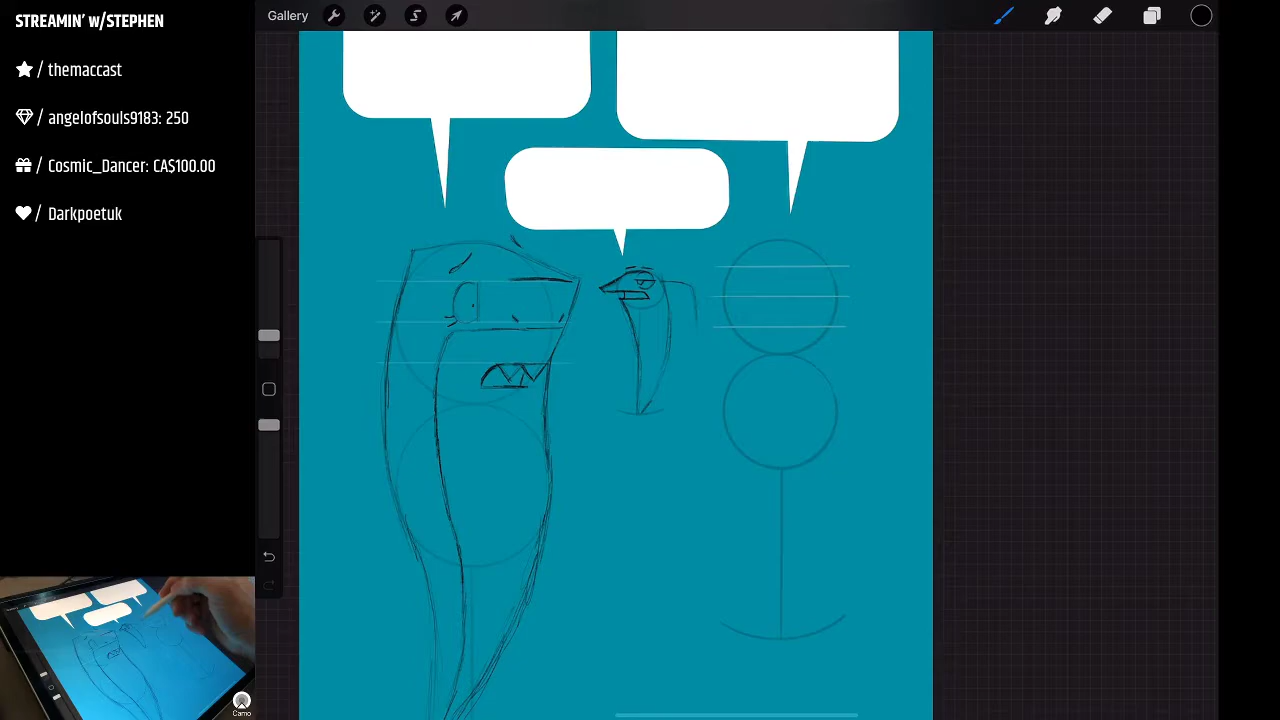 STREAMIN' w/STEPHEN
/ themaccast
/ angelofsouls9183: 250
/ Cosmic_Dancer: CA$100.00
/ Darkpoetuk
Gallery
Camo